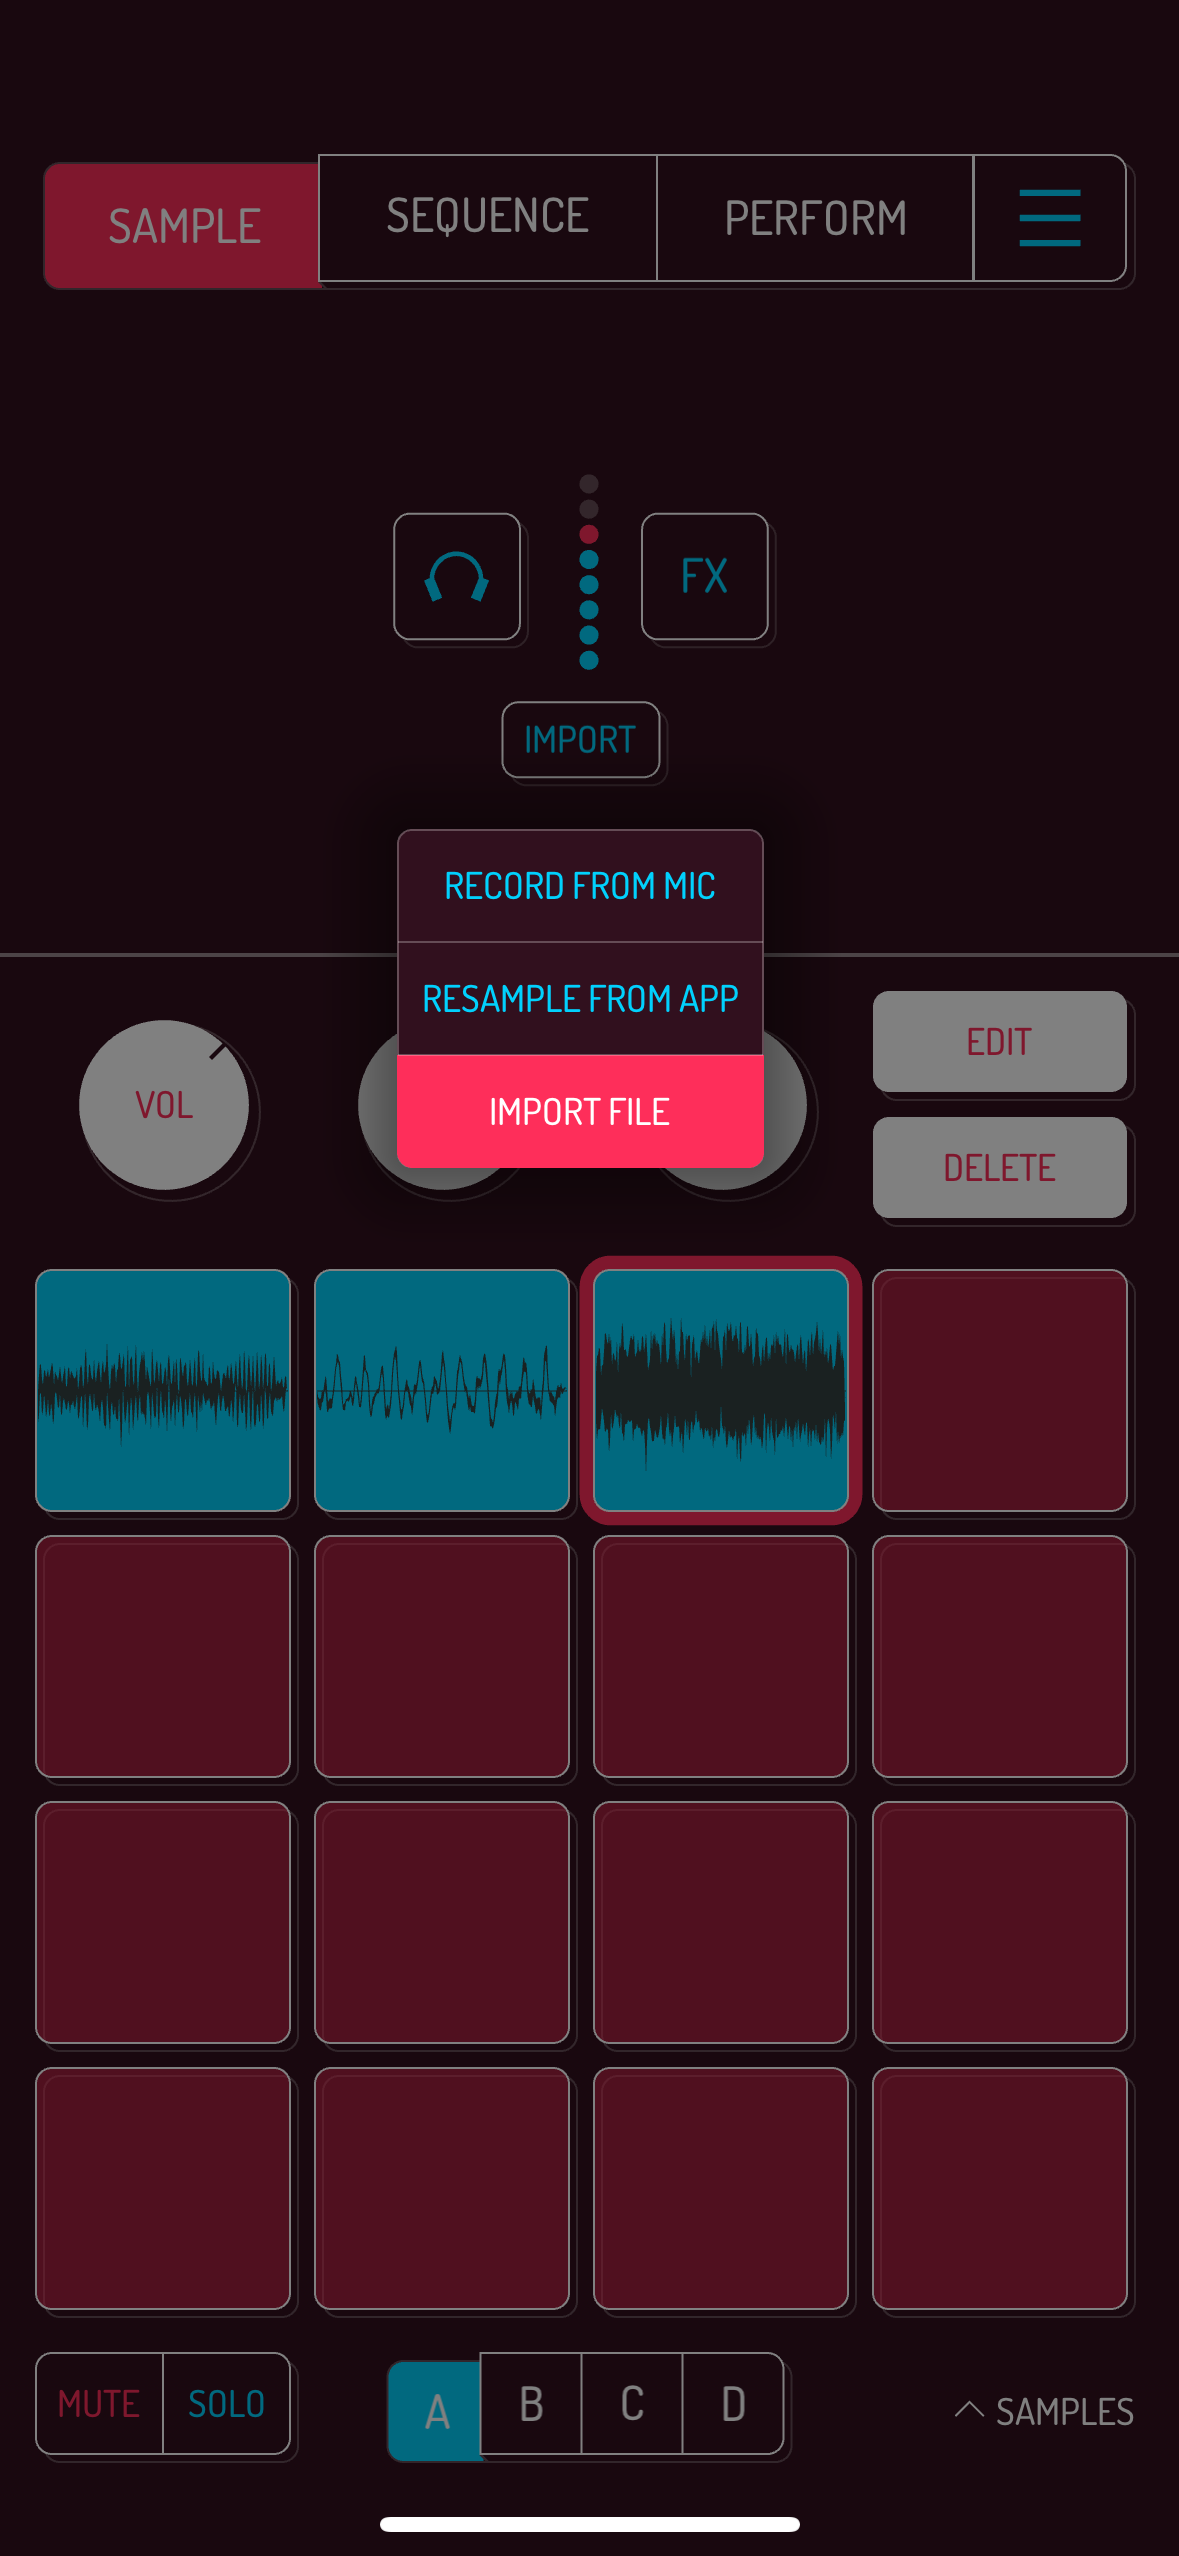 SAMPLE
SEQUENCE
PERFORM
FX
IMPORT
RECORD FROM MIC
RESAMPLE FROM APP
IMPORT FILE
VOL
EDIT
DELETE
MUTE
SOLO
A
B
C
D
SAMPLES